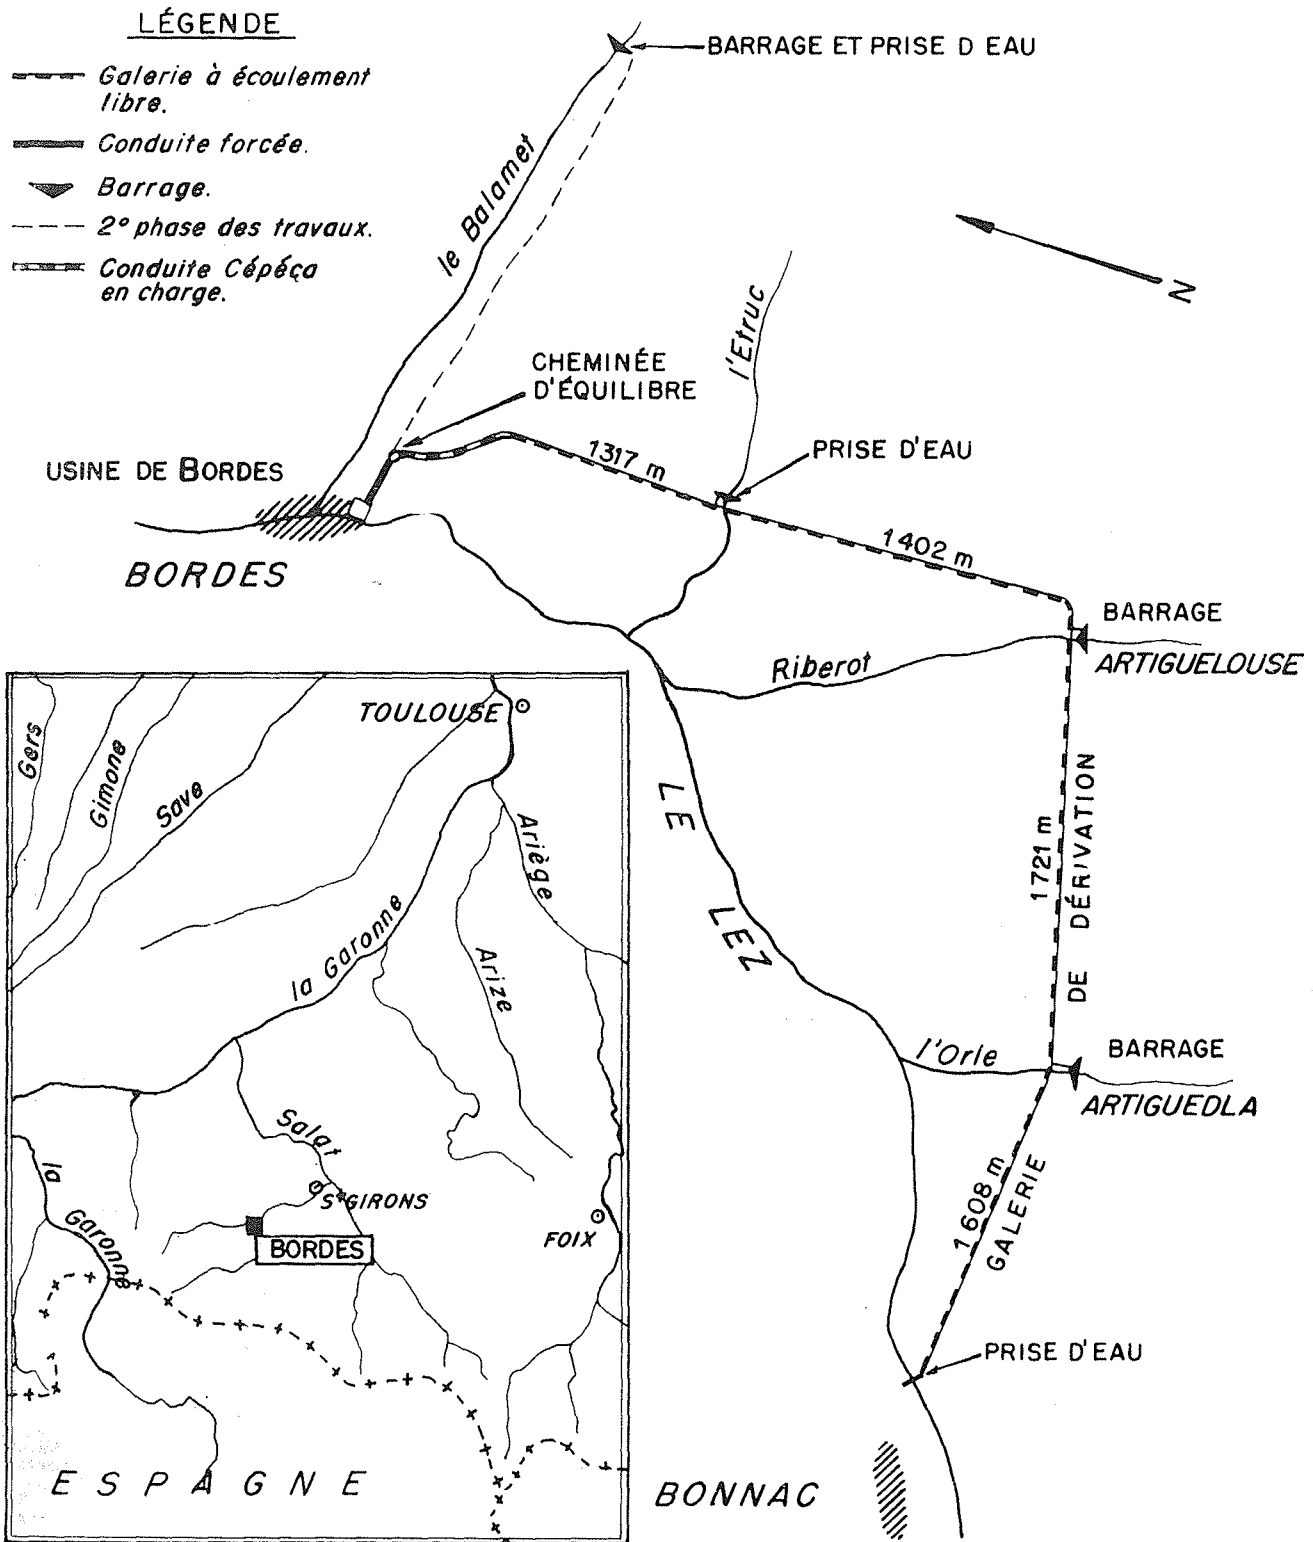 LÉGENDE
Galerie à écoulement
libre.
Conduite forcée.
Barrage.
2° phase des travaux.
Conduite Cépéça
en charge.
BARRAGE ET PRISE D EAU
le Balamet
N
l'Etruc
CHEMINÉE
D'ÉQUILIBRE
1317 m
PRISE D'EAU
USINE DE BORDES
1402 m
BORDES
BARRAGE
ARTIGUELOUSE
Riberot
LE
LEZ
1721 m
DE DÉRIVATION
l'Orle
BARRAGE
ARTIGUEDLA
1608 m
GALERIE
PRISE D'EAU
BONNAC
TOULOUSE
Gers
Gimone
Save
Ariège
la Garonne
Arize
Salat
St GIRONS
BORDES
FOIX
la
Garonne
ESPAGNE